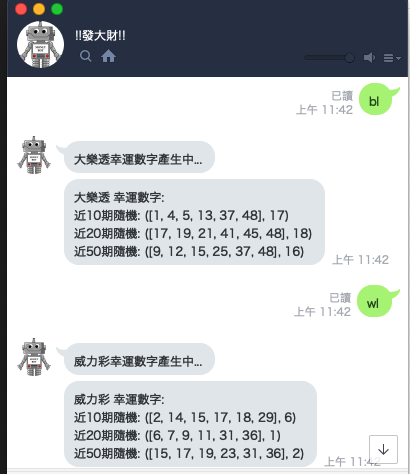 !!發大財!!
已讀
上午 11:42
bl
大樂透幸運數字產生中...
大樂透 幸運數字:
近10期隨機: ([1, 4, 5, 13, 37, 48], 17)
近20期隨機: ([17, 19, 21, 41, 45, 48], 18)
近50期隨機: ([9, 12, 15, 25, 37, 48], 16)
上午 11:42
已讀
上午 11:42
wl
威力彩幸運數字產生中...
威力彩 幸運數字:
近10期隨機: ([2, 14, 15, 17, 18, 29], 6)
近20期隨機: ([6, 7, 9, 11, 31, 36], 1)
近50期隨機: ([15, 17, 19, 23, 31, 36], 2)
上午 11:42